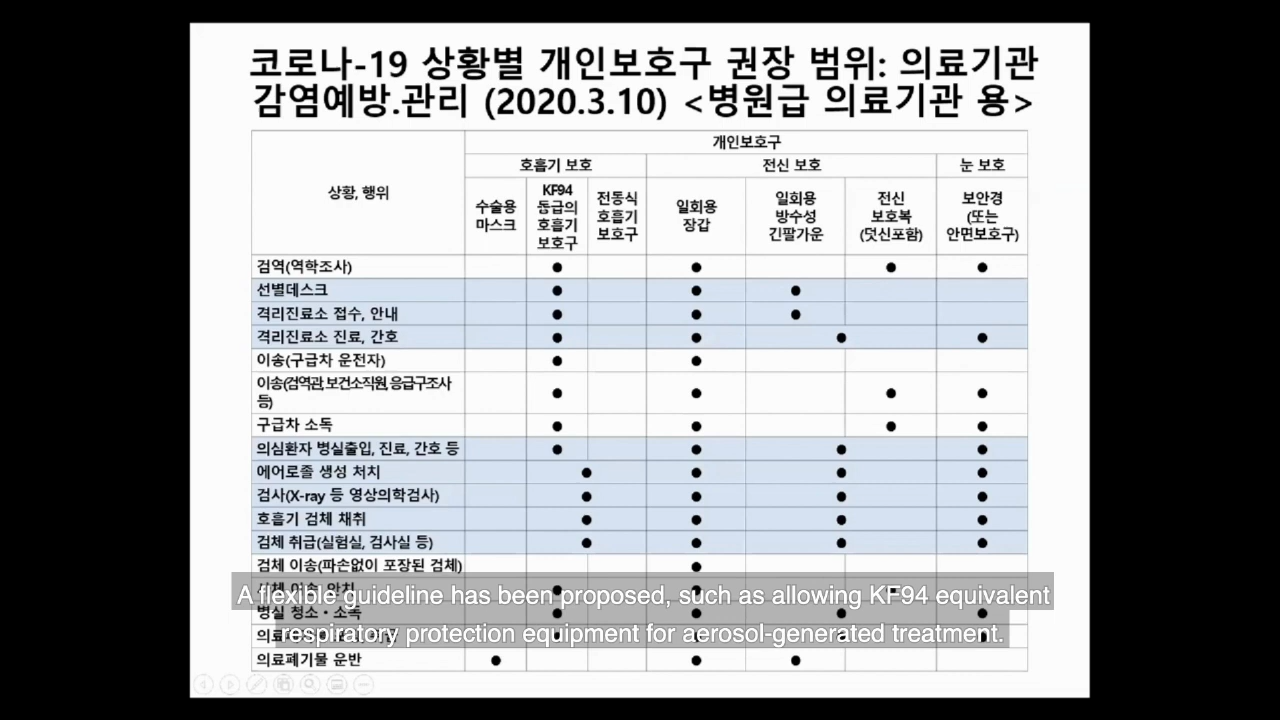 코로나-19 상황별 개인보호구 권장 범위: 의료기관
감염예방.관리 (2020.3.10) <병원급 의료기관 용>
상황, 행위
개인보호구
호흡기 보호
전신 보호
눈 보호
수술용
마스크
KF94
동급의
호흡기
보호구
전동식
호흡기
보호구
일회용
장갑
일회용
방수성
긴팔가운
전신
보호복
(덧신포함)
보안경
(또는
안면보호구)
검역(역학조사) ● ● ● ●
선별데스크 ● ● ●
격리진료소 접수, 안내 ● ● ●
격리진료소 진료, 간호 ● ● ● ●
이송(구급차 운전자) ● ●
이송(검역관, 보건소직원, 응급구조사
등) ● ● ● ●
구급차 소독 ● ● ● ●
의심환자 병실출입, 진료, 간호 등 ● ● ● ●
에어로졸 생성 처치 ● ● ● ●
검사(X-ray 등 영상의학검사) ● ● ● ●
호흡기 검체 채취 ● ● ● ●
검체 취급(실험실, 검사실 등) ● ● ● ●
검체 이송(파손없이 포장된 검체) ●
A flexible guideline has been proposed, such as allowing KF94 equivalent
병실 청소・소독 ● ● ● ●
respiratory protection equipment for aerosol-generated treatment.
의료폐기물 운반 ● ● ●